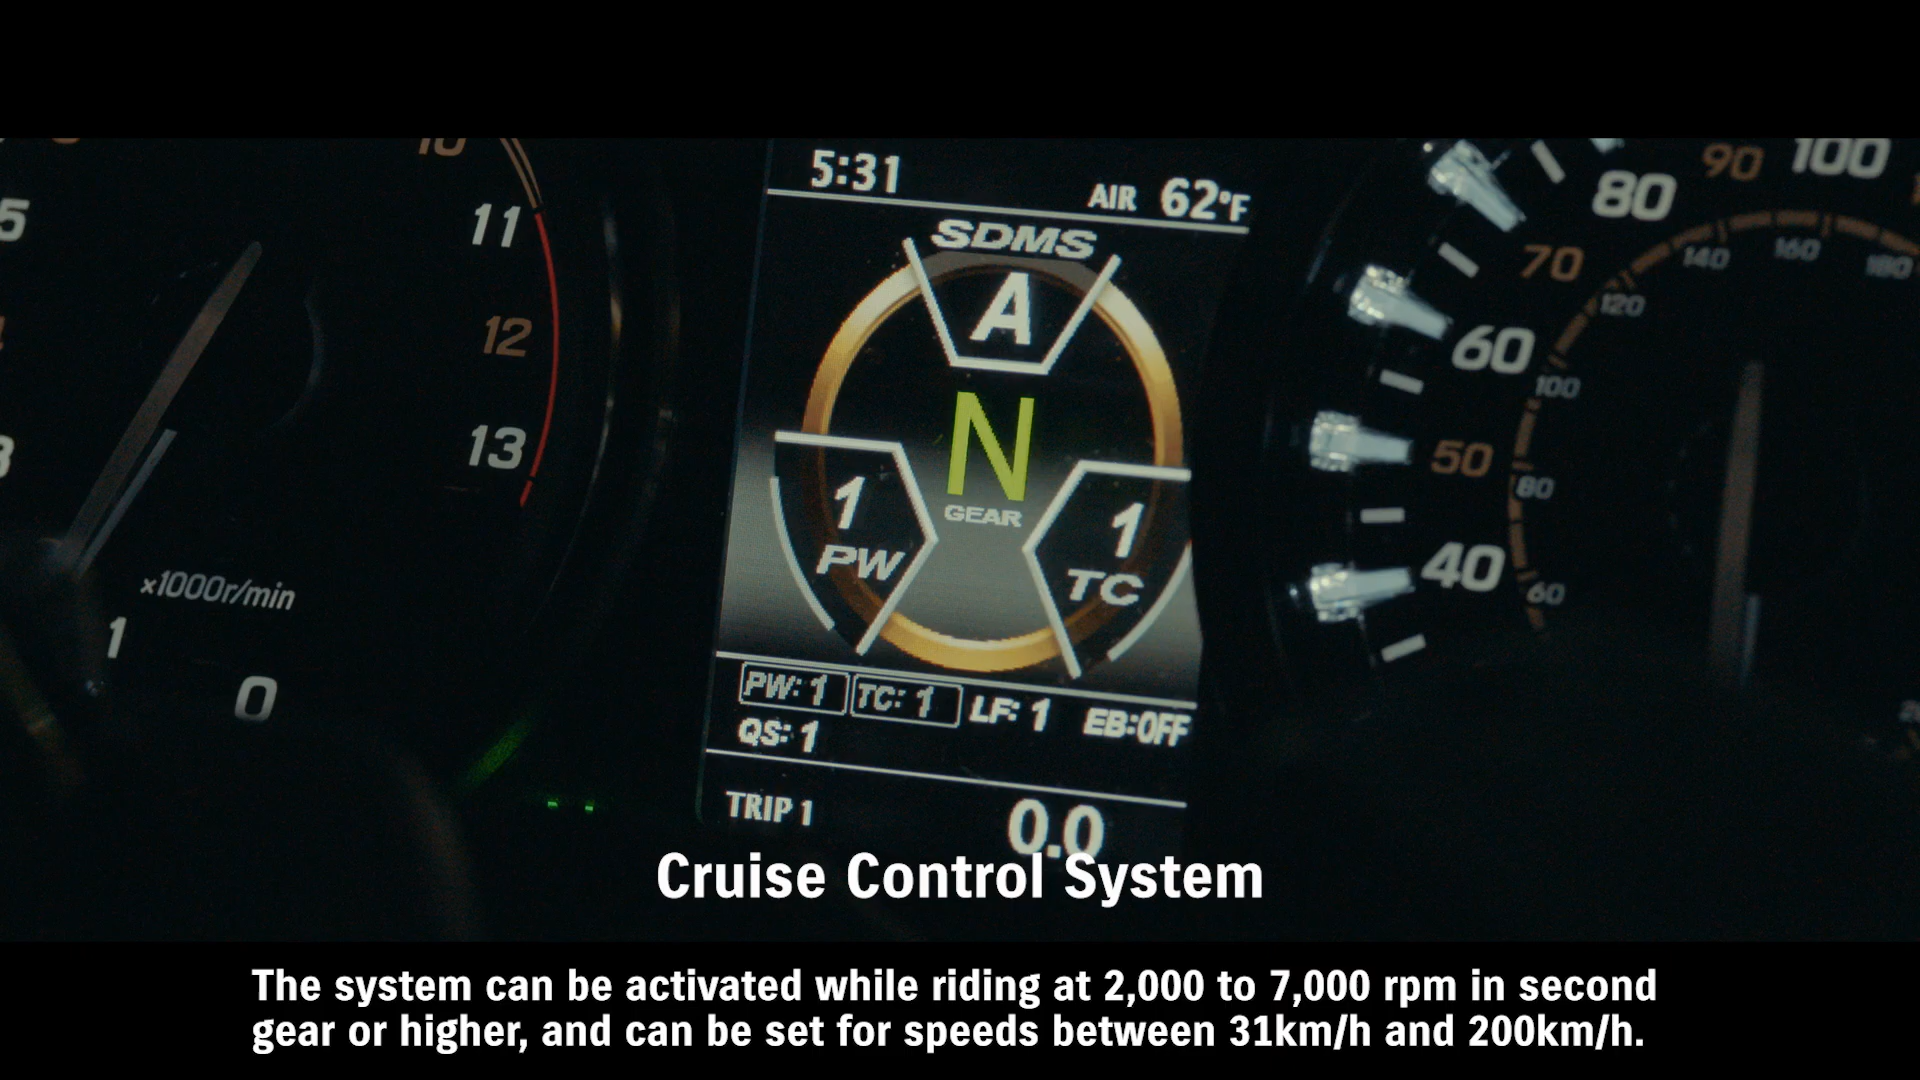 5:31
AIR 62°F
SDMS
A
N
GEAR
1
PW
1
TC
PW: 1 TC: 1 LF: 1 EB:OFF
QS: 1
TRIP 1
0.0
11
12
13
×1000r/min
1
0
100
90
80
70
60
50
40
180
160
140
120
100
80
60
Cruise Control System
The system can be activated while riding at 2,000 to 7,000 rpm in second
gear or higher, and can be set for speeds between 31km/h and 200km/h.